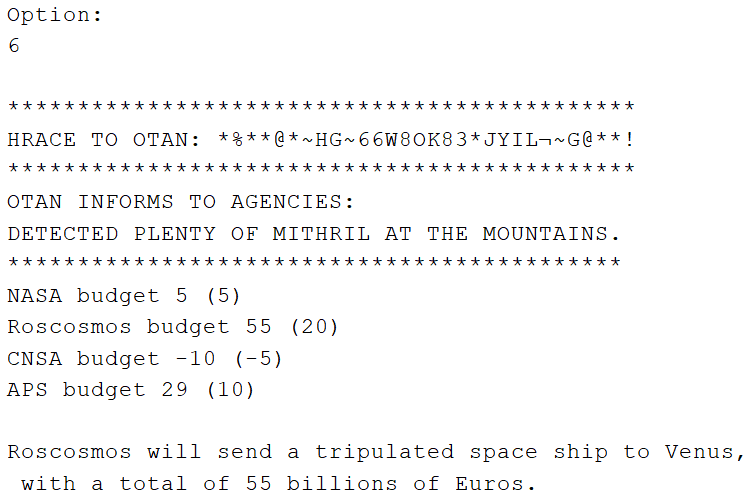 Option:
6
*********************************************
HRACE TO OTAN: *%**@*~HG~66W8OK83*JYIL¬~G@**!
*********************************************
OTAN INFORMS TO AGENCIES:
DETECTED PLENTY OF MITHRIL AT THE MOUNTAINS.
********************************************
NASA budget 5 (5)
Roscosmos budget 55 (20)
CNSA budget -10 (-5)
APS budget 29 (10)
Roscosmos will send a tripulated space ship to Venus,
with a total of 55 billions of Euros.